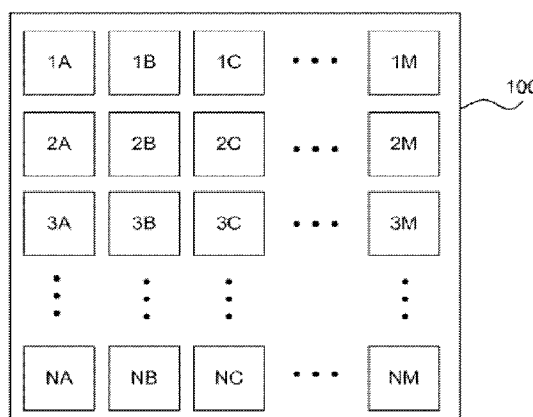 1A 1B 1C ••• 1M
100
2A 2B 2C ••• 2M
3A 3B 3C ••• 3M
NA NB NC ••• NM